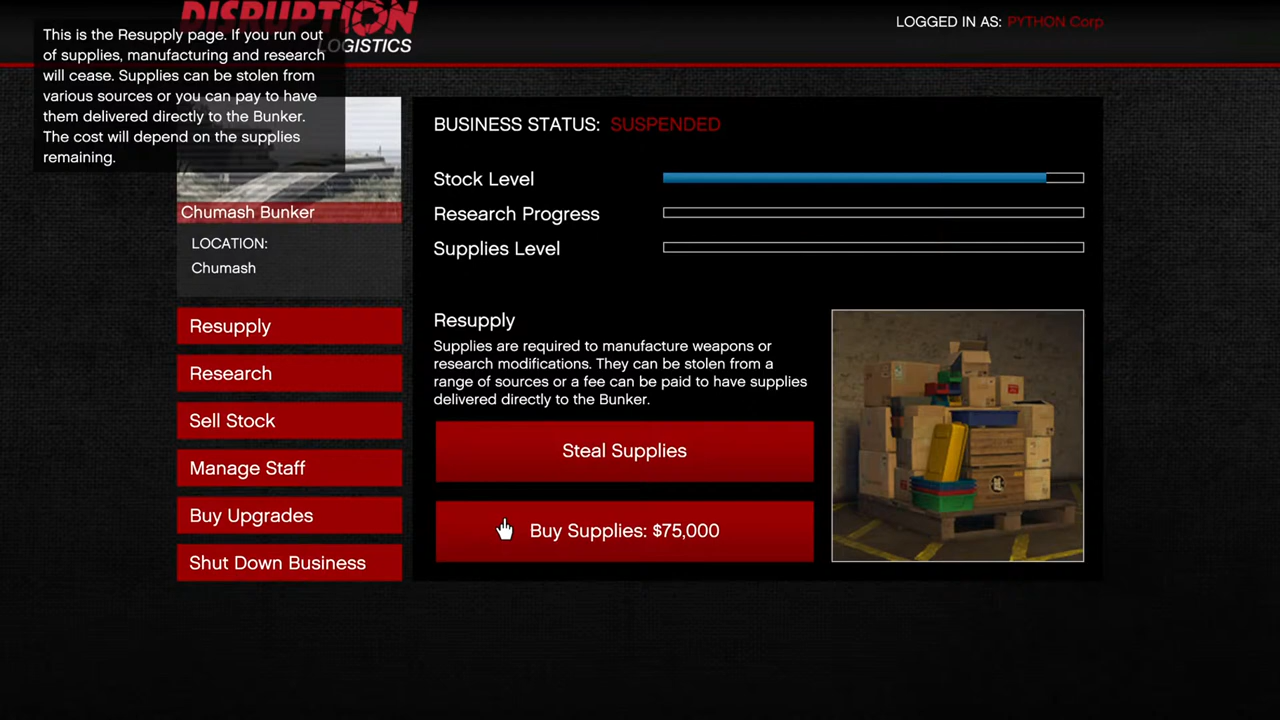 DISRUPTION
LOGISTICS
LOGGED IN AS: PYTHON Corp
This is the Resupply page. If you run out
of supplies, manufacturing and research
will cease. Supplies can be stolen from
various sources or you can pay to have
them delivered directly to the Bunker.
The cost will depend on the supplies
remaining.
Chumash Bunker
LOCATION:
Chumash
Resupply
Research
Sell Stock
Manage Staff
Buy Upgrades
Shut Down Business
BUSINESS STATUS: SUSPENDED
Stock Level
Research Progress
Supplies Level
Resupply
Supplies are required to manufacture weapons or
research modifications. They can be stolen from a
range of sources or a fee can be paid to have supplies
delivered directly to the Bunker.
Steal Supplies
Buy Supplies: $75,000